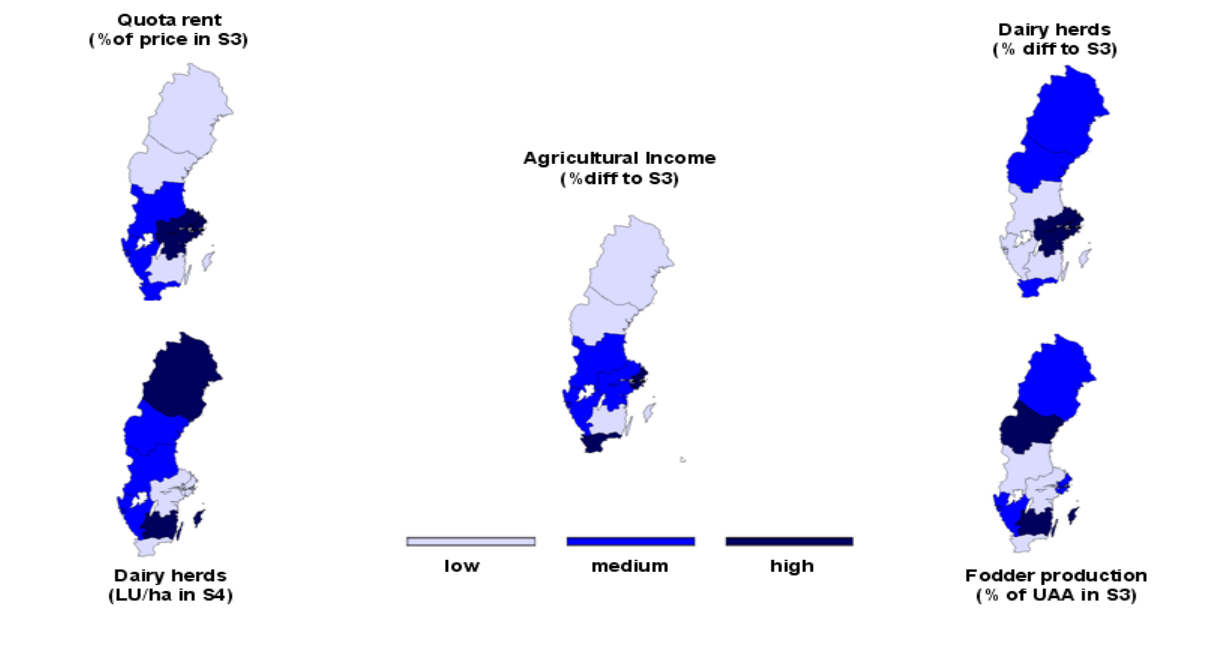 Quota rent
(%of price in S3)
Dairy herds
(% diff to S3)
Agricultural Income
(%diff to S3)
low
medium
high
Dairy herds
(LU/ha in S4)
Fodder production
(% of UAA in S3)